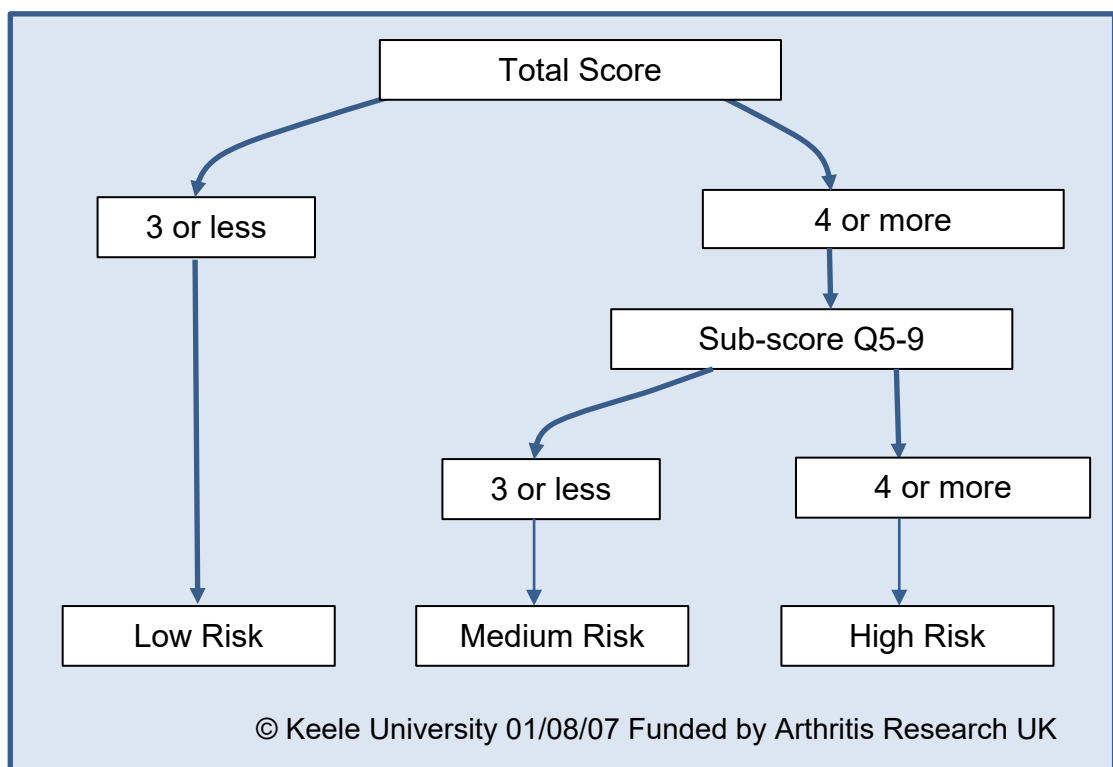 Total Score
3 or less
4 or more
Sub-score Q5-9
3 or less
4 or more
Low Risk
Medium Risk
High Risk
© Keele University 01/08/07 Funded by Arthritis Research UK